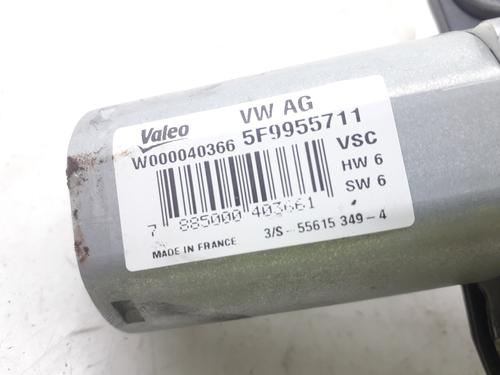 Valeo VW AG
W000040366 5F9955711
VSC
HW 6
SW 6
7 885000 403661
MADE IN FRANCE 3/S - 55615 349 - 4